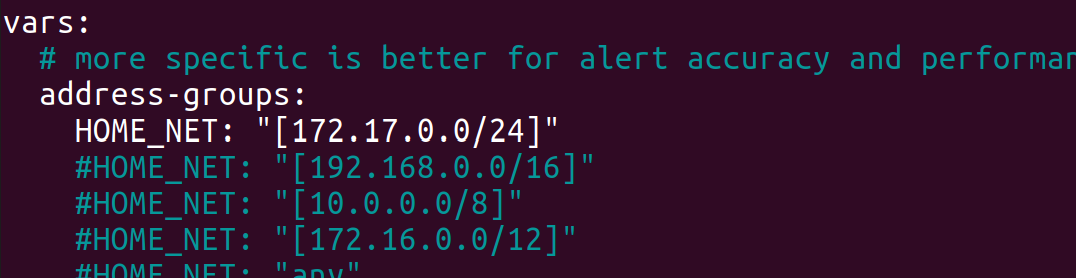 vars:
# more specific is better for alert accuracy and
address-groups:
HOME_NET: "[172.17.0.0/24]"
#HOME_NET: "[192.168.0.0/16]"
#HOME_NET: "[10.0.0.0/8]"
#HOME_NET: "[172.16.0.0/12]"
#HOME_NET: "any"